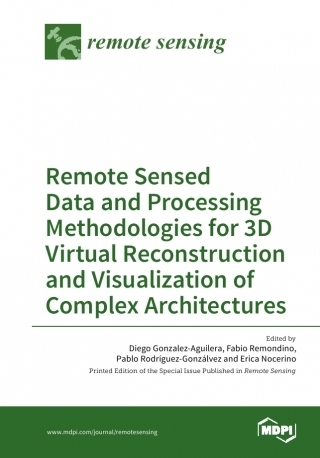 remote sensing
Remote Sensed
Data and Processing
Methodologies for 3D
Virtual Reconstruction
and Visualization of
Complex Architectures
Edited by
Diego Gonzalez-Aguilera, Fabio Remondino,
Pablo Rodriguez-Gonzálvez and Erica Nocerino
Printed Edition of the Special Issue Published in Remote Sensing
www.mdpi.com/journal/remotesensing
MDPI